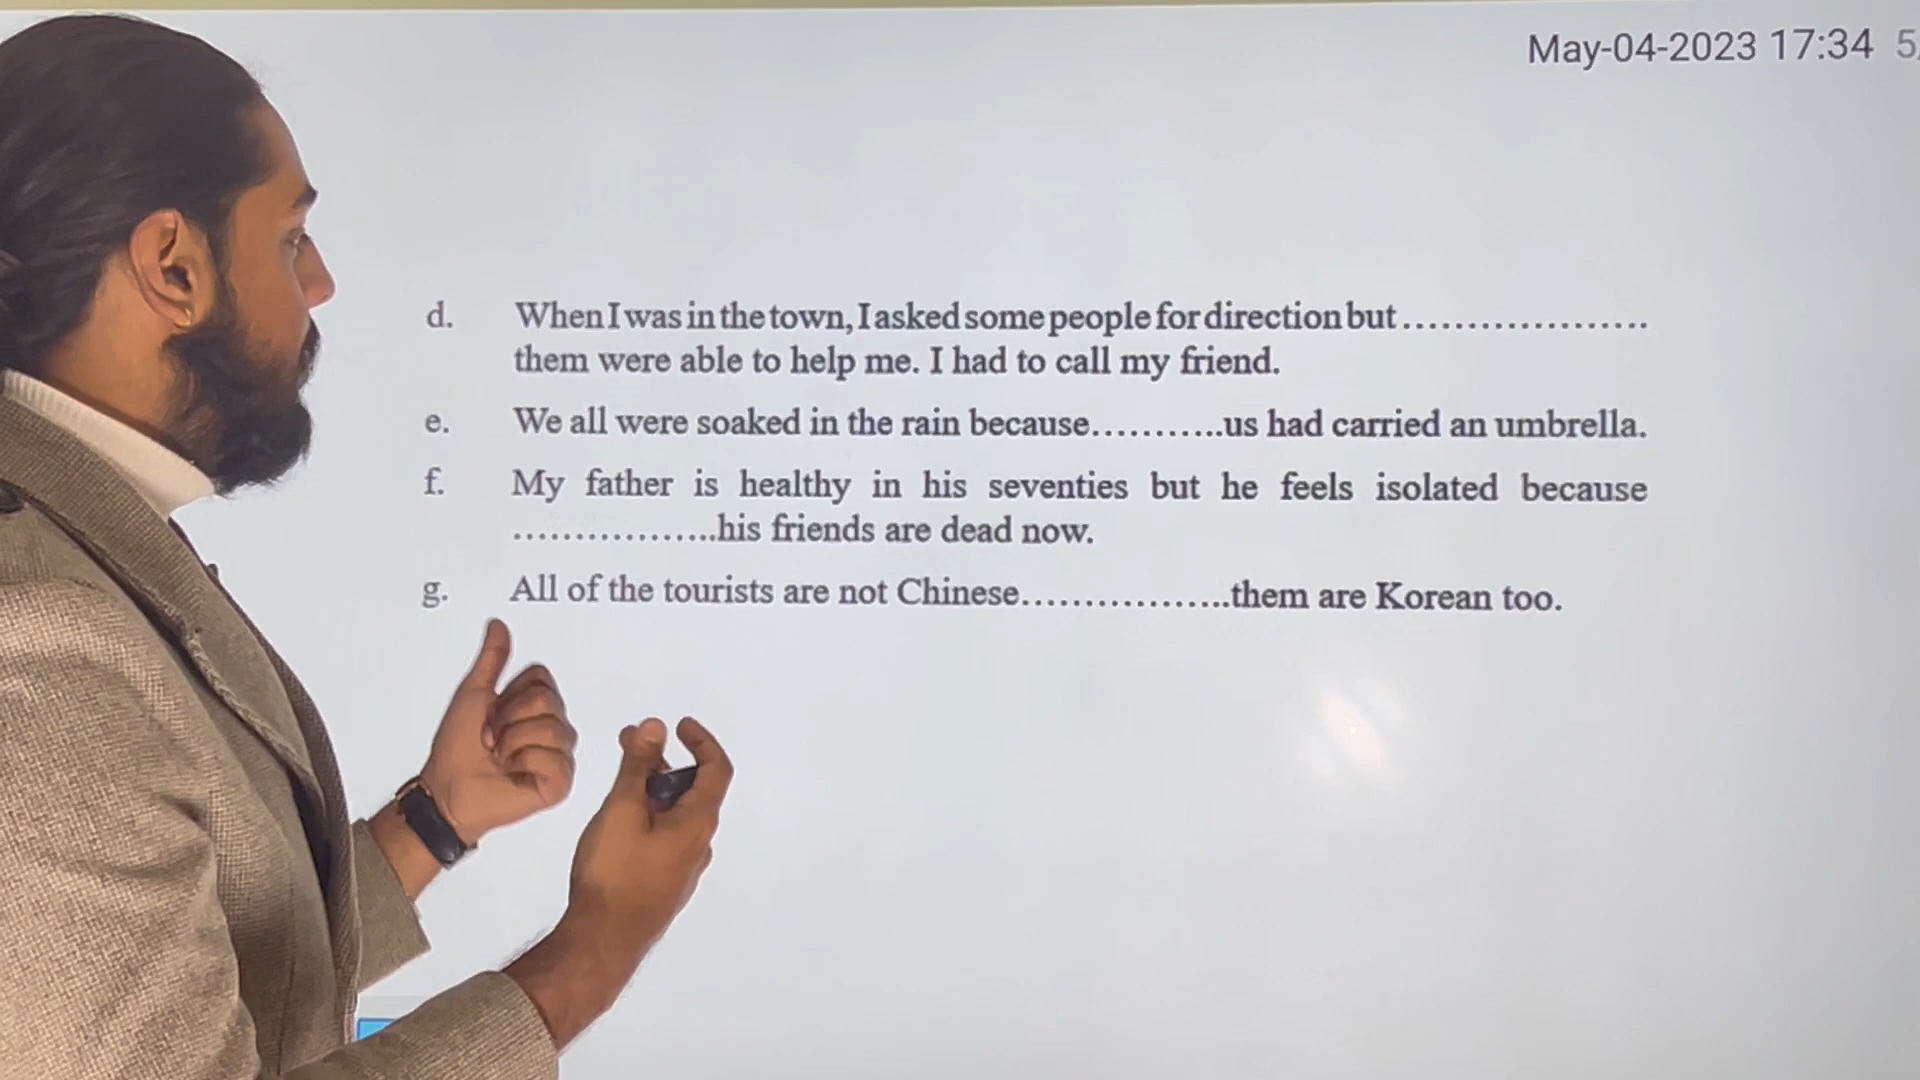 May-04-2023 17:34 5
d. When I was in the town, I asked some people for direction but...................
them were able to help me. I had to call my friend.
e. We all were soaked in the rain because...........us had carried an umbrella.
f. My father is healthy in his seventies but he feels isolated because
.................his friends are dead now.
g. All of the tourists are not Chinese.................them are Korean too.